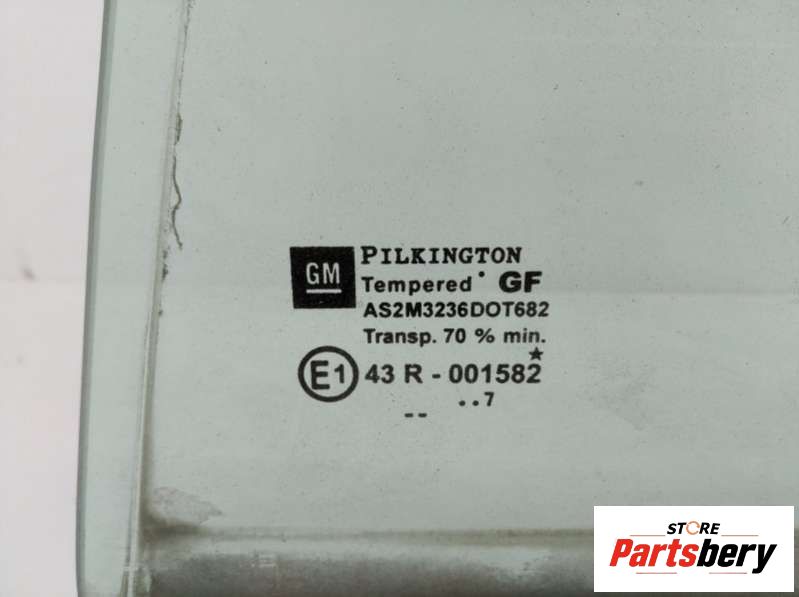 GM
PILKINGTON
Tempered GF
AS2M3236DOT682
Transp. 70 % min.
E1 43 R - 001582
..7
--
STORE
Partsbery